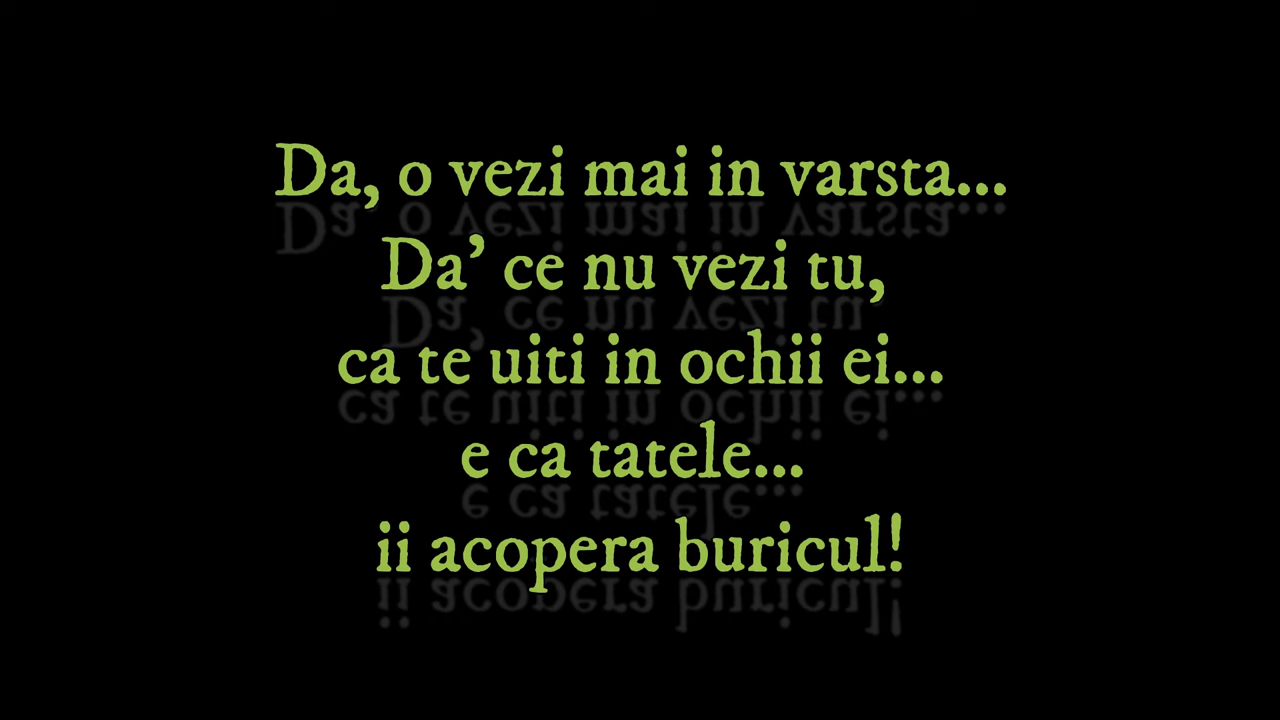 Da, o vezi mai in varsta...
Da’ ce nu vezi tu,
ca te uiti in ochii ei...
e ca tatele...
ii acopera buricul!